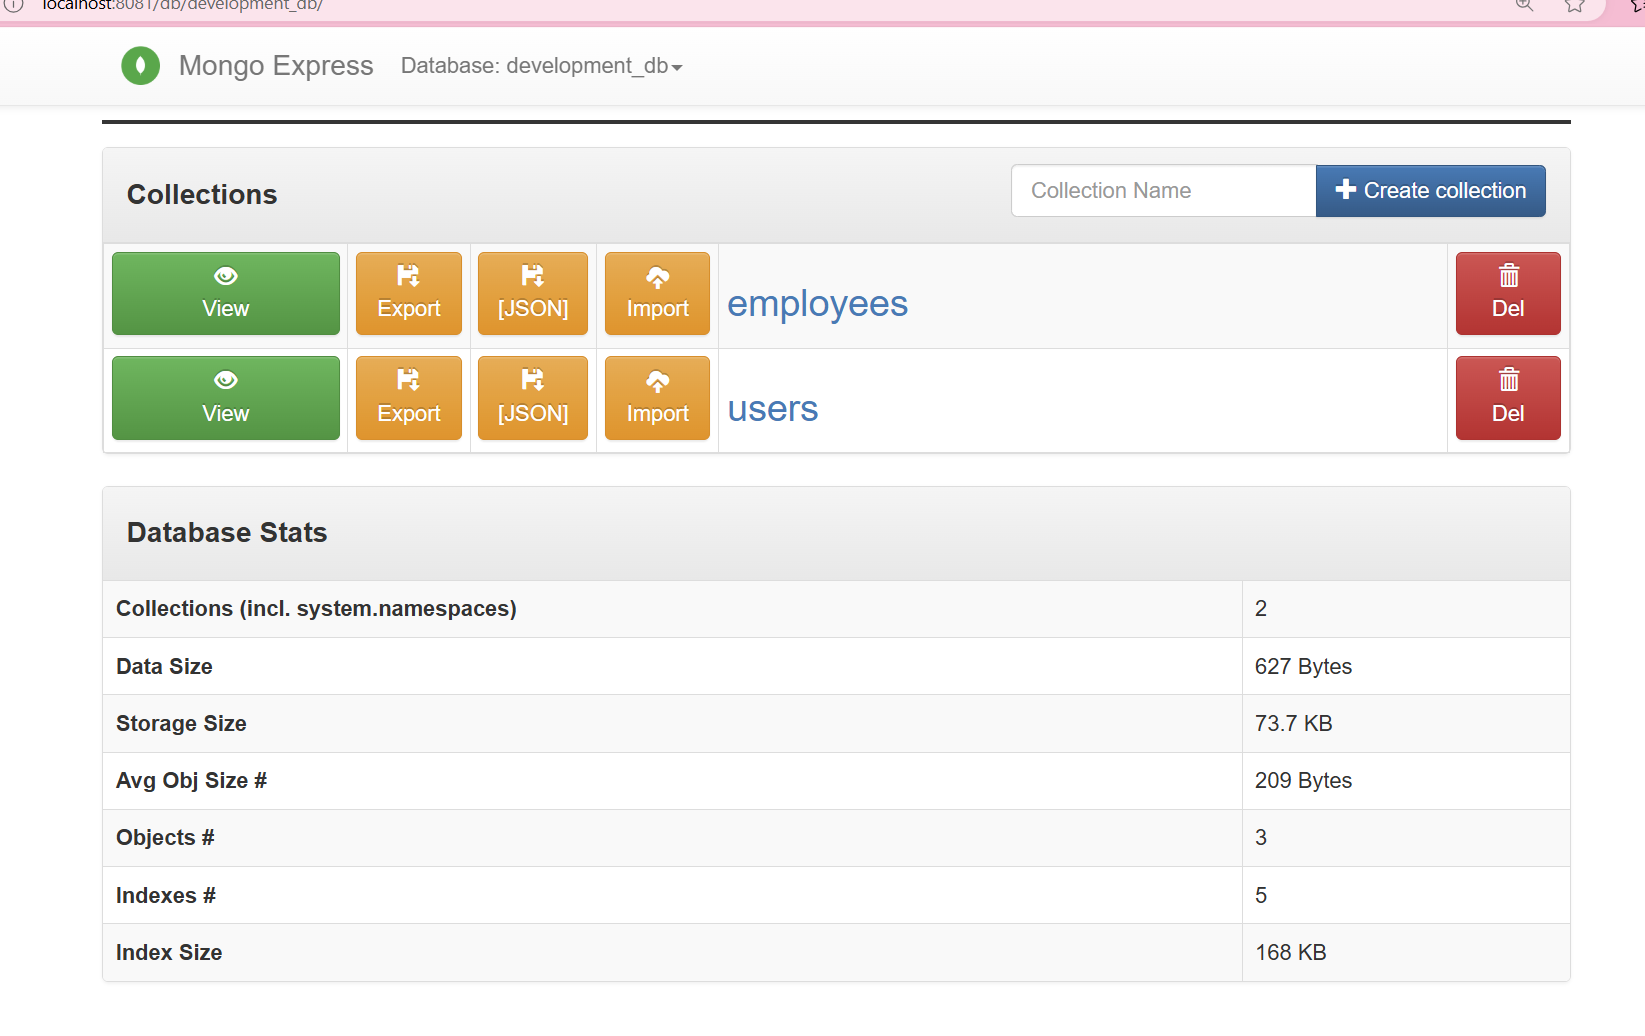 localhost:8081/db/development_db/
Mongo Express Database: development_db
Collections
Collection Name
Create collection
View Export [JSON] Import employees Del
View Export [JSON] Import users Del
Database Stats
Collections (incl. system.namespaces) 2
Data Size 627 Bytes
Storage Size 73.7 KB
Avg Obj Size # 209 Bytes
Objects # 3
Indexes # 5
Index Size 168 KB